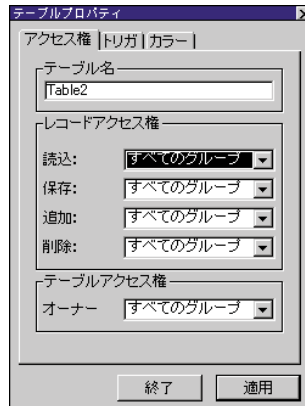 テーブルプロパティ
アクセス権 トリガ カラー
テーブル名
Table2
レコードアクセス権
読込: すべてのグループ
保存: すべてのグループ
追加: すべてのグループ
削除: すべてのグループ
テーブルアクセス権
オーナー すべてのグループ
終了 適用